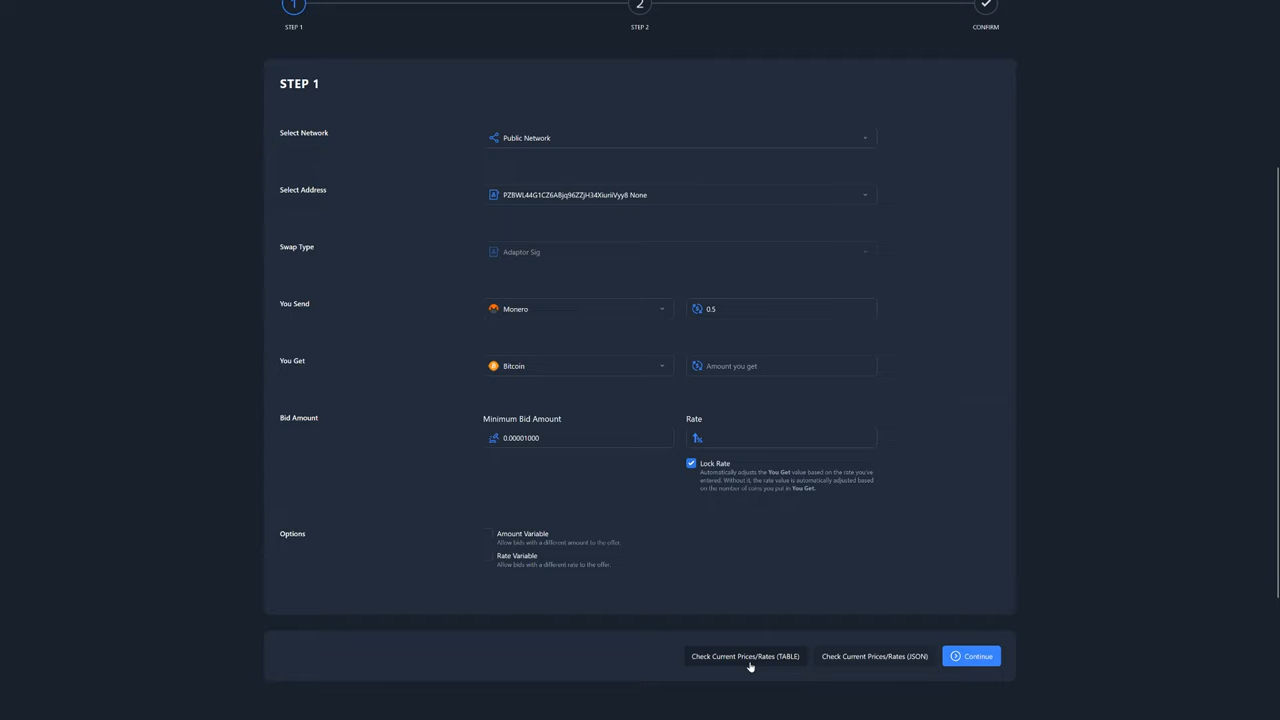 1
2
STEP 1
STEP 2
CONFIRM
STEP 1
Select Network
Public Network
Select Address
PZBWL44G1CZ6ABjq96ZZjH34XiuriiVyy8 None
Swap Type
Adaptor Sig
You Send
Monero
0.5
You Get
Bitcoin
Amount you get
Bid Amount
Minimum Bid Amount
Rate
0.00001000
Lock Rate
Automatically adjusts the You Get value based on the rate you've
entered. Without it, the rate value is automatically adjusted based
on the number of coins you put in You Get.
Options
Amount Variable
Allow bids with a different amount to the offer.
Rate Variable
Allow bids with a different rate to the offer.
Check Current Prices/Rates (TABLE)
Check Current Prices/Rates (JSON)
Continue